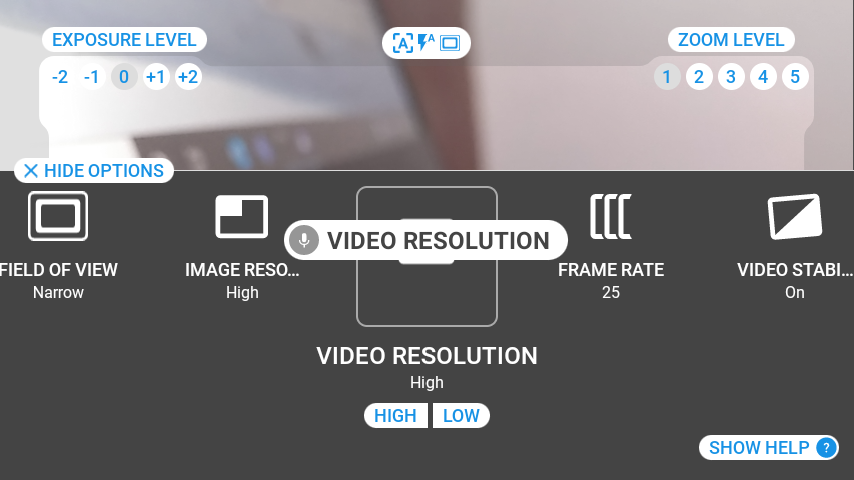 EXPOSURE LEVEL
A A
ZOOM LEVEL
-2 -1 0 +1 +2
1 2 3 4 5
HIDE OPTIONS
VIDEO RESOLUTION
FIELD OF VIEW
Narrow
IMAGE RESO...
High
FRAME RATE
25
VIDEO STABI...
On
VIDEO RESOLUTION
High
HIGH LOW
SHOW HELP ?